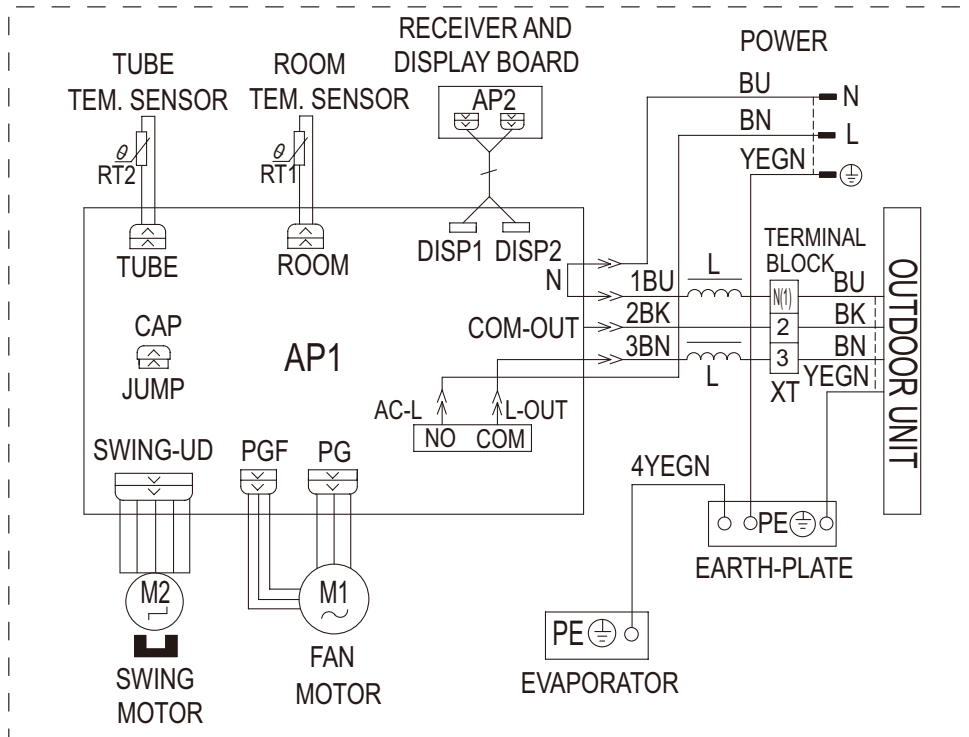 RECEIVER AND
DISPLAY BOARD
AP2
TUBE
TEM. SENSOR
ROOM
TEM. SENSOR
POWER
BU
N
BN
L
YEGN
θ
RT2
θ
RT1
TUBE
ROOM
DISP1
DISP2
N
1BU
L
TERMINAL
BLOCK
N(1)
BU
COM-OUT
2BK
2
BK
3BN
L
3
BN
XT
YEGN
OUTDOOR UNIT
CAP
JUMP
AP1
AC-L
L-OUT
NO
COM
SWING-UD
PGF
PG
4YEGN
PE
EARTH-PLATE
M2
M1
SWING
MOTOR
FAN
MOTOR
PE
EVAPORATOR